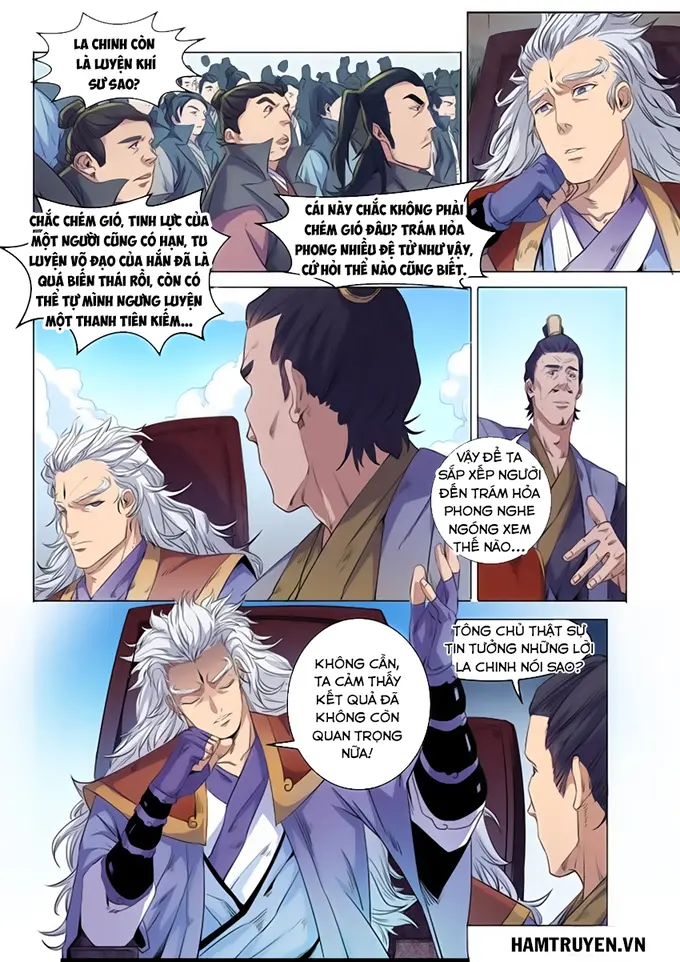 LA CHINH CÒN
LÀ LUYỆN KHÍ
SƯ SAO?
CHẮC CHÉM GIÓ, TINH LỰC CỦA
MỘT NGƯỜI CŨNG CÓ HẠN, TU
LUYỆN VÕ ĐẠO CỦA HẮN ĐÃ LÀ
QUÁ BIẾN THÁI RỒI, CÒN CÓ
THỂ TỰ MÌNH NGƯNG LUYỆN
MỘT THANH TIÊN KIẾM...
CÁI NÀY CHẮC KHÔNG PHẢI
CHÉM GIÓ ĐÂU? TRÁM HỎA
PHONG NHIỀU ĐỆ TỬ NHƯ VẬY,
CỨ HỎI THẾ NÀO CŨNG BIẾT.
VẬY ĐỂ TA
SẮP XẾP NGƯỜI
ĐẾN TRÁM HỎA
PHONG NGHE
NGÓNG XEM
THẾ NÀO...
KHÔNG CẦN,
TA CẢM THẤY
KẾT QUẢ ĐÃ
KHÔNG CÒN
QUAN TRỌNG
NỮA!
TÔNG CHỦ THẬT SỰ
TIN TƯỞNG NHỮNG LỜI
LA CHINH NÓI SAO?
HAMTRUYEN.VN